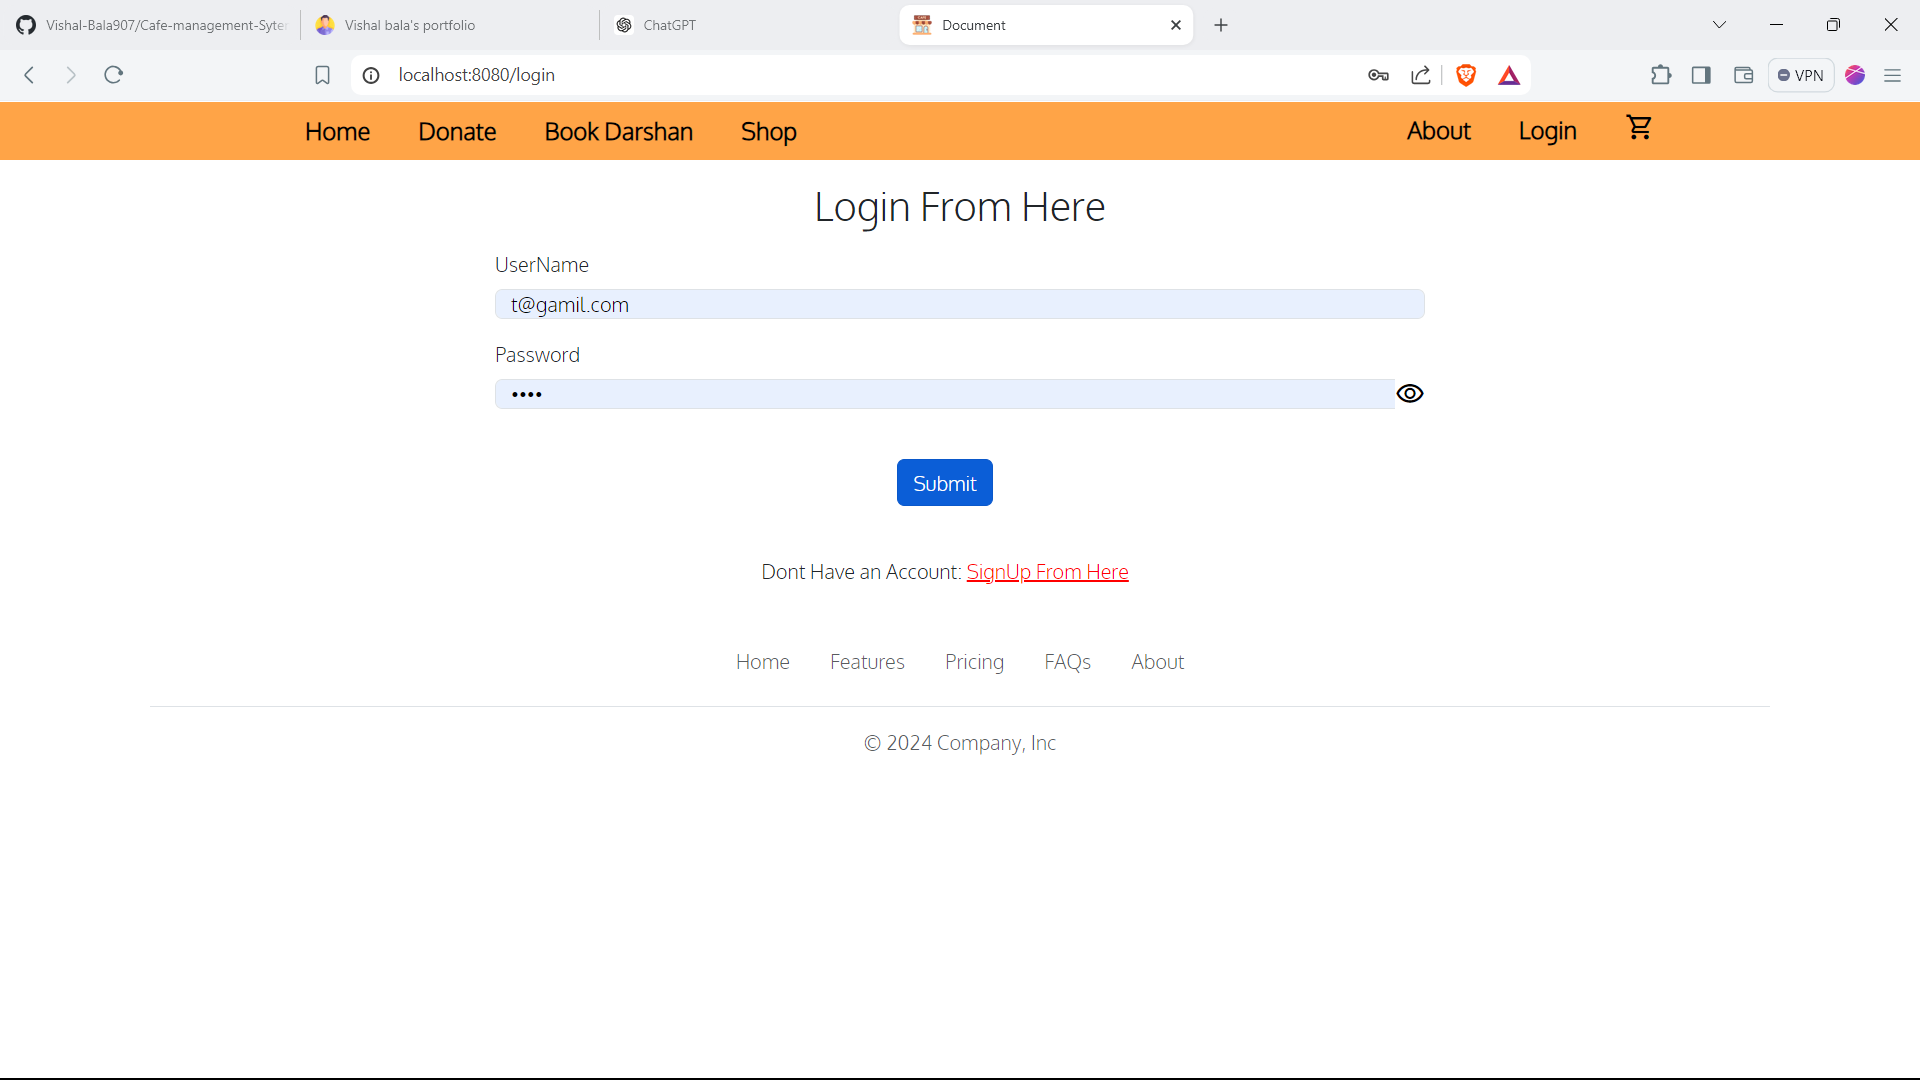 Vishal-Bala907/Cafe-management-Syte
Vishal bala's portfolio
ChatGPT
Document
localhost:8080/login
VPN
Home Donate Book Darshan Shop About Login
Login From Here
UserName
t@gamil.com
Password
••••
Submit
Dont Have an Account: SignUp From Here
Home Features Pricing FAQs About
© 2024 Company, Inc